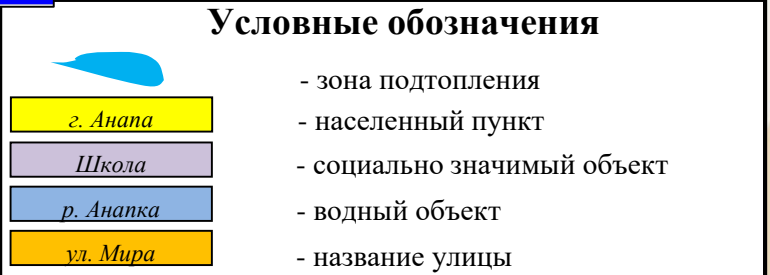 Условные обозначения
- зона подтопления
г. Анапа - населенный пункт
Школа - социально значимый объект
р. Анапка - водный объект
ул. Мира - название улицы